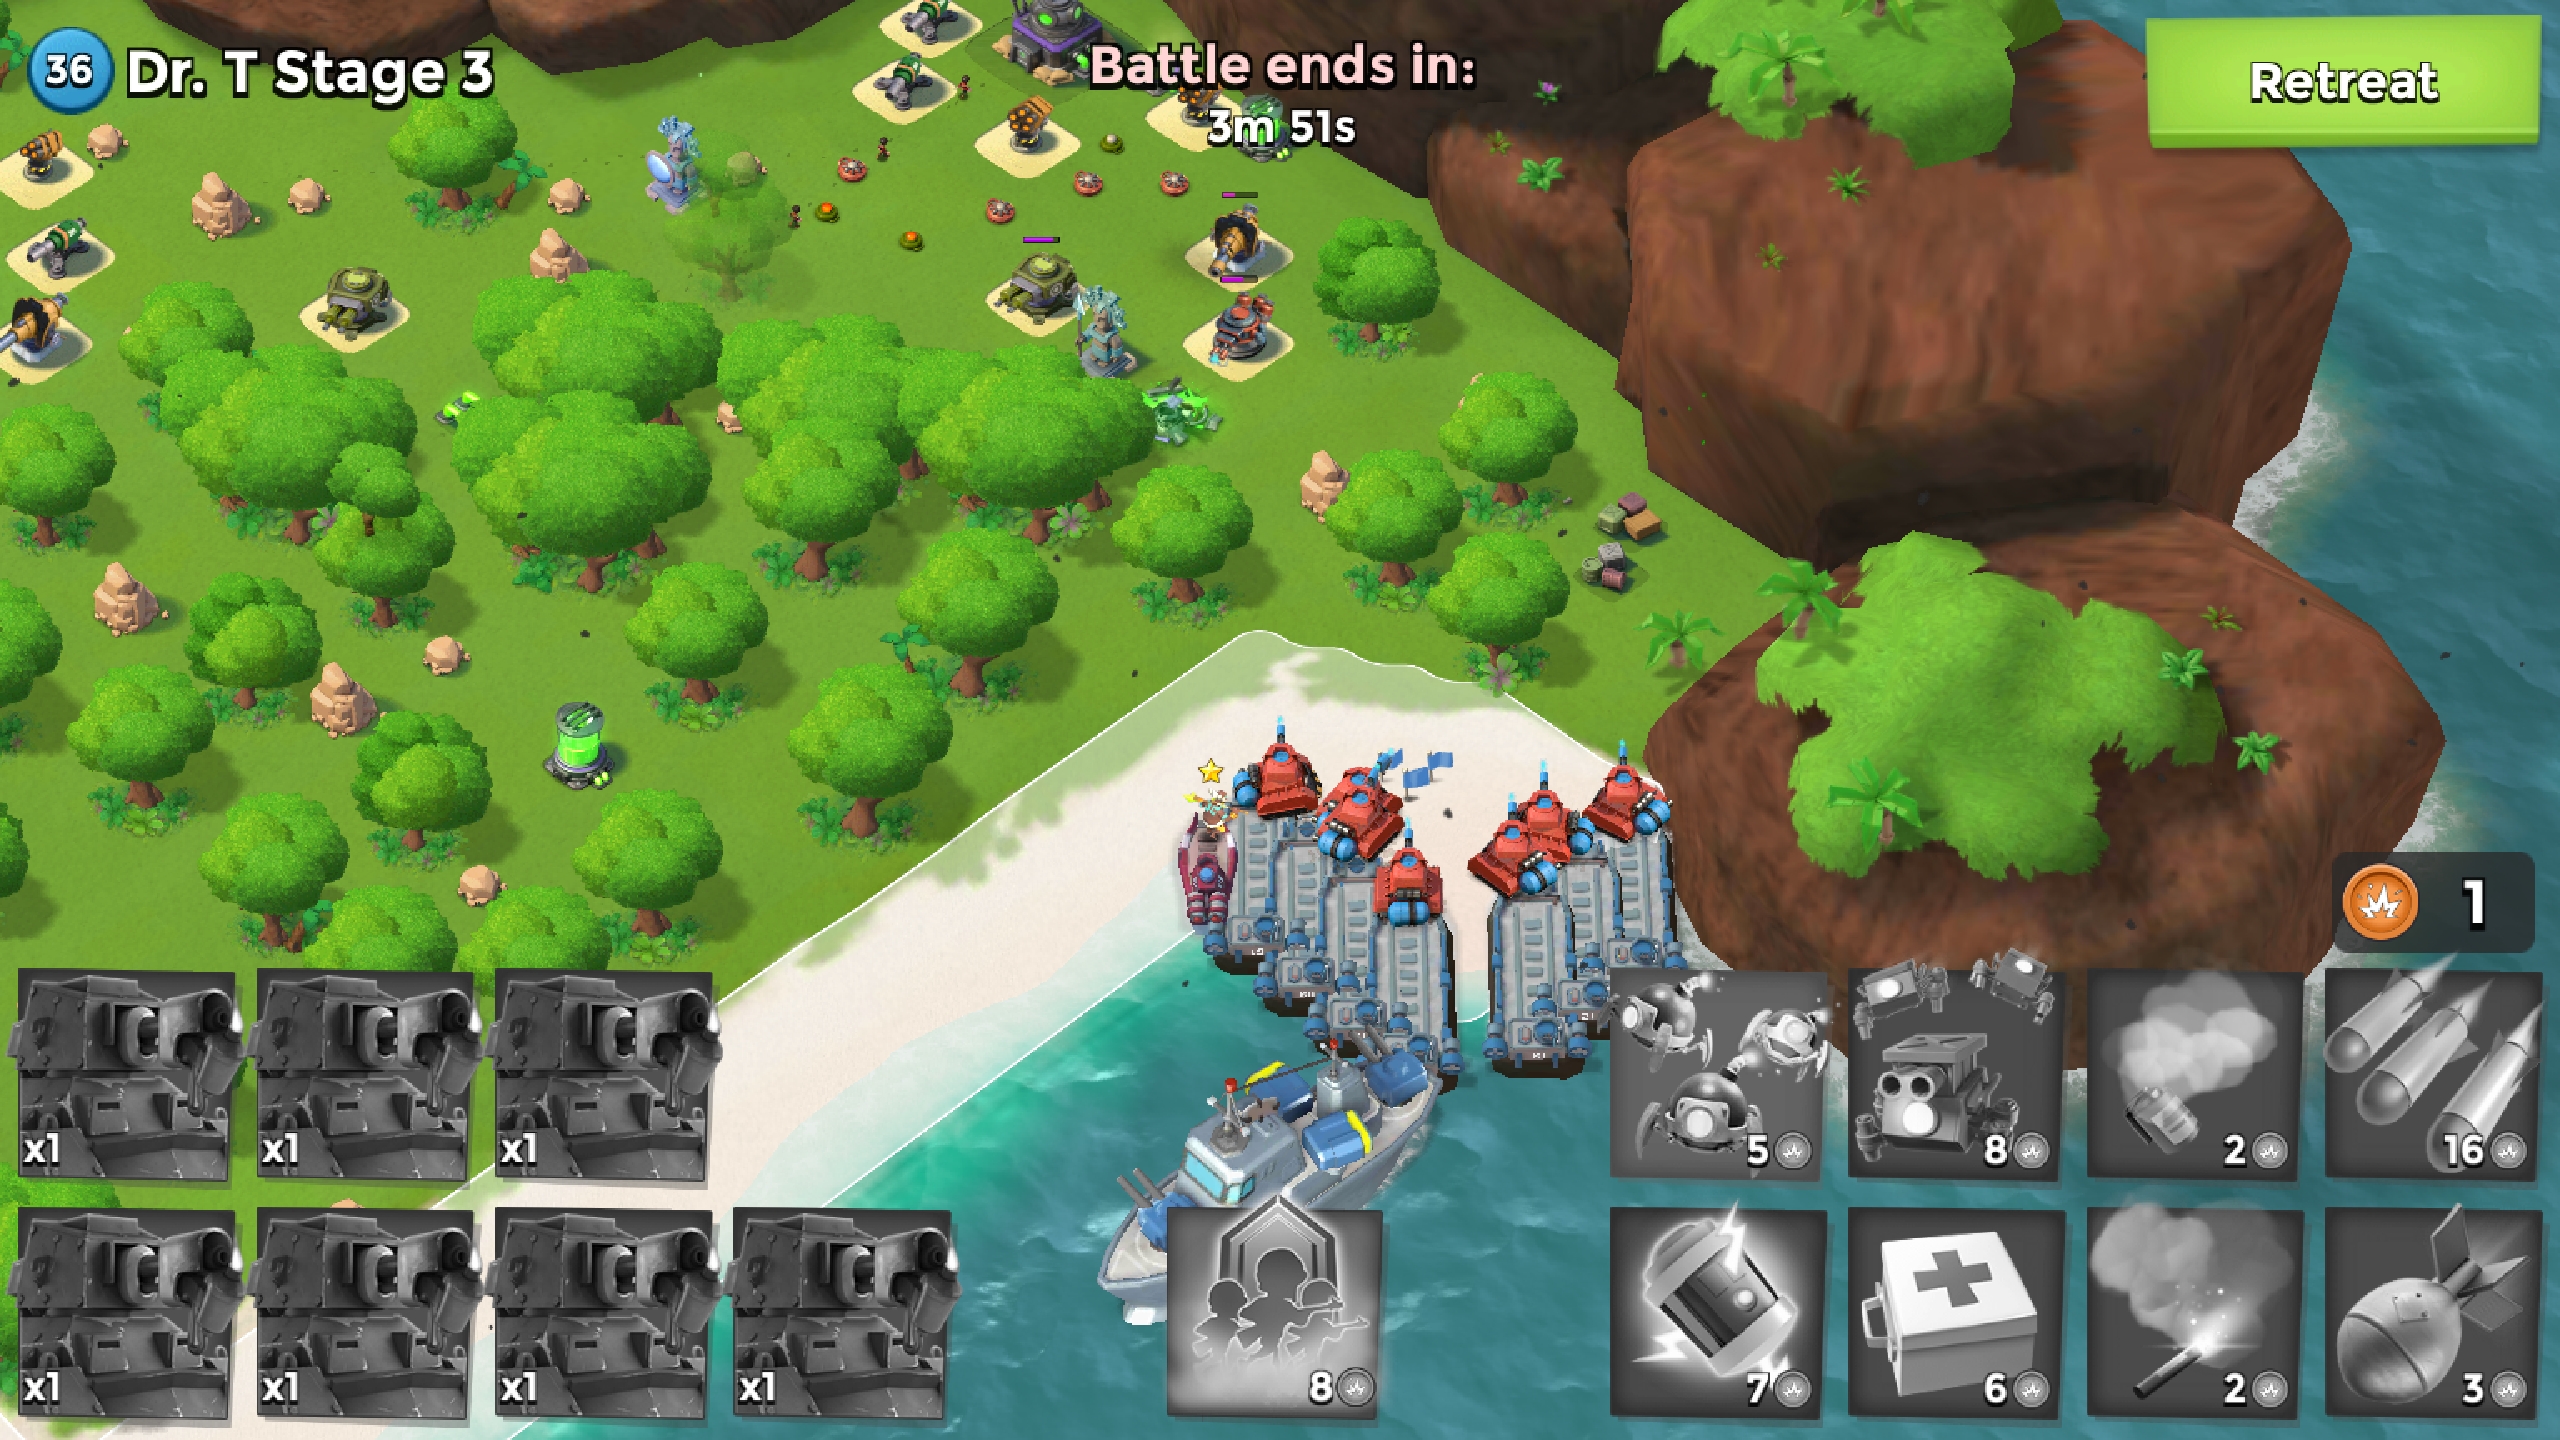 36 Dr. T Stage 3
Battle ends in:
3m 51s
Retreat
1
x1 x1 x1
5 8 2 16
x1 x1 x1 x1
8
7 6 2 3